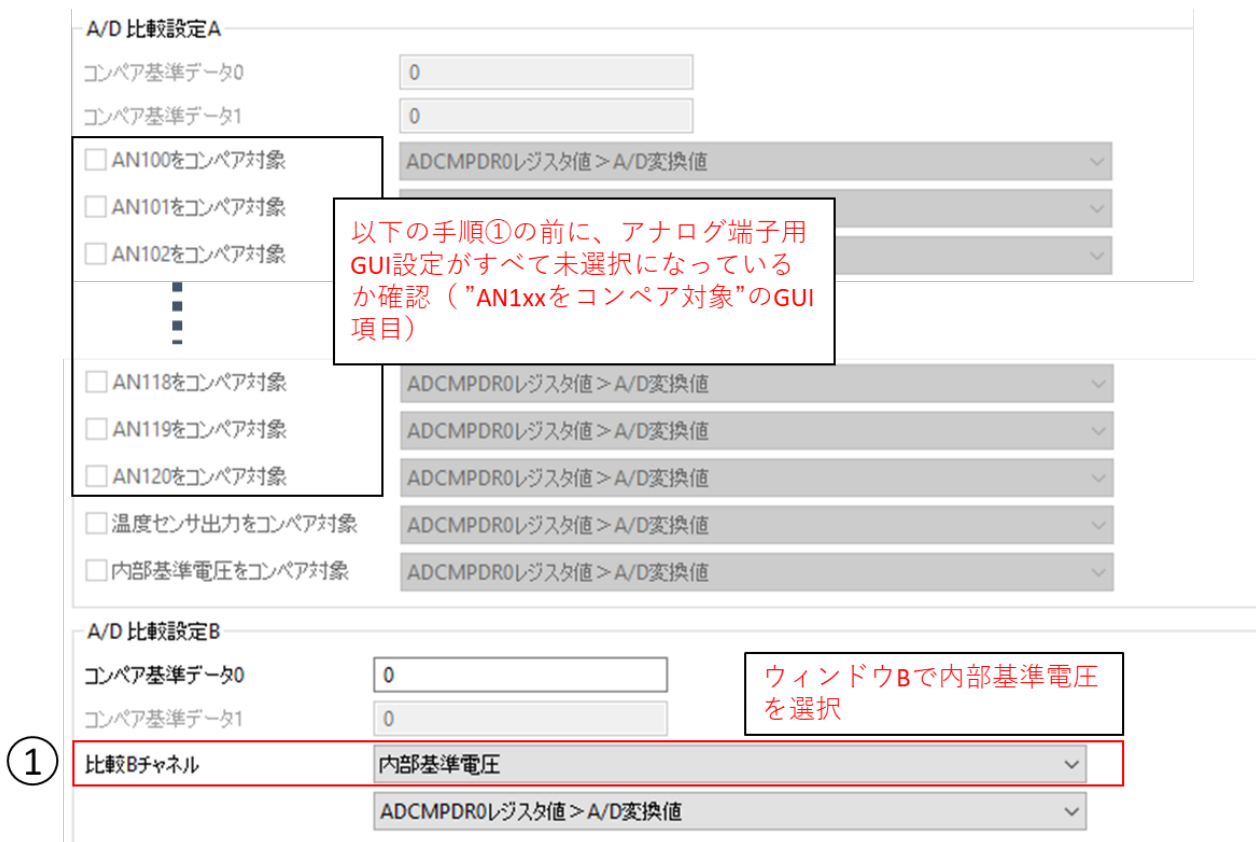 A/D 比較設定A
コンペア基準データ0
0
コンペア基準データ1
0
AN100をコンペア対象
ADCMPDR0レジスタ値＞A/D変換値
AN101をコンペア対象
AN102をコンペア対象
以下の手順①の前に、アナログ端子用
GUI設定がすべて未選択になっている
か確認（ ”AN1xxをコンペア対象”のGUI
項目）
AN118をコンペア対象
ADCMPDR0レジスタ値＞A/D変換値
AN119をコンペア対象
ADCMPDR0レジスタ値＞A/D変換値
AN120をコンペア対象
ADCMPDR0レジスタ値＞A/D変換値
温度センサ出力をコンペア対象
ADCMPDR0レジスタ値＞A/D変換値
内部基準電圧をコンペア対象
ADCMPDR0レジスタ値＞A/D変換値
A/D 比較設定B
コンペア基準データ0
0
コンペア基準データ1
0
ウィンドウBで内部基準電圧
を選択
①
比較Bチャネル
内部基準電圧
ADCMPDR0レジスタ値＞A/D変換値